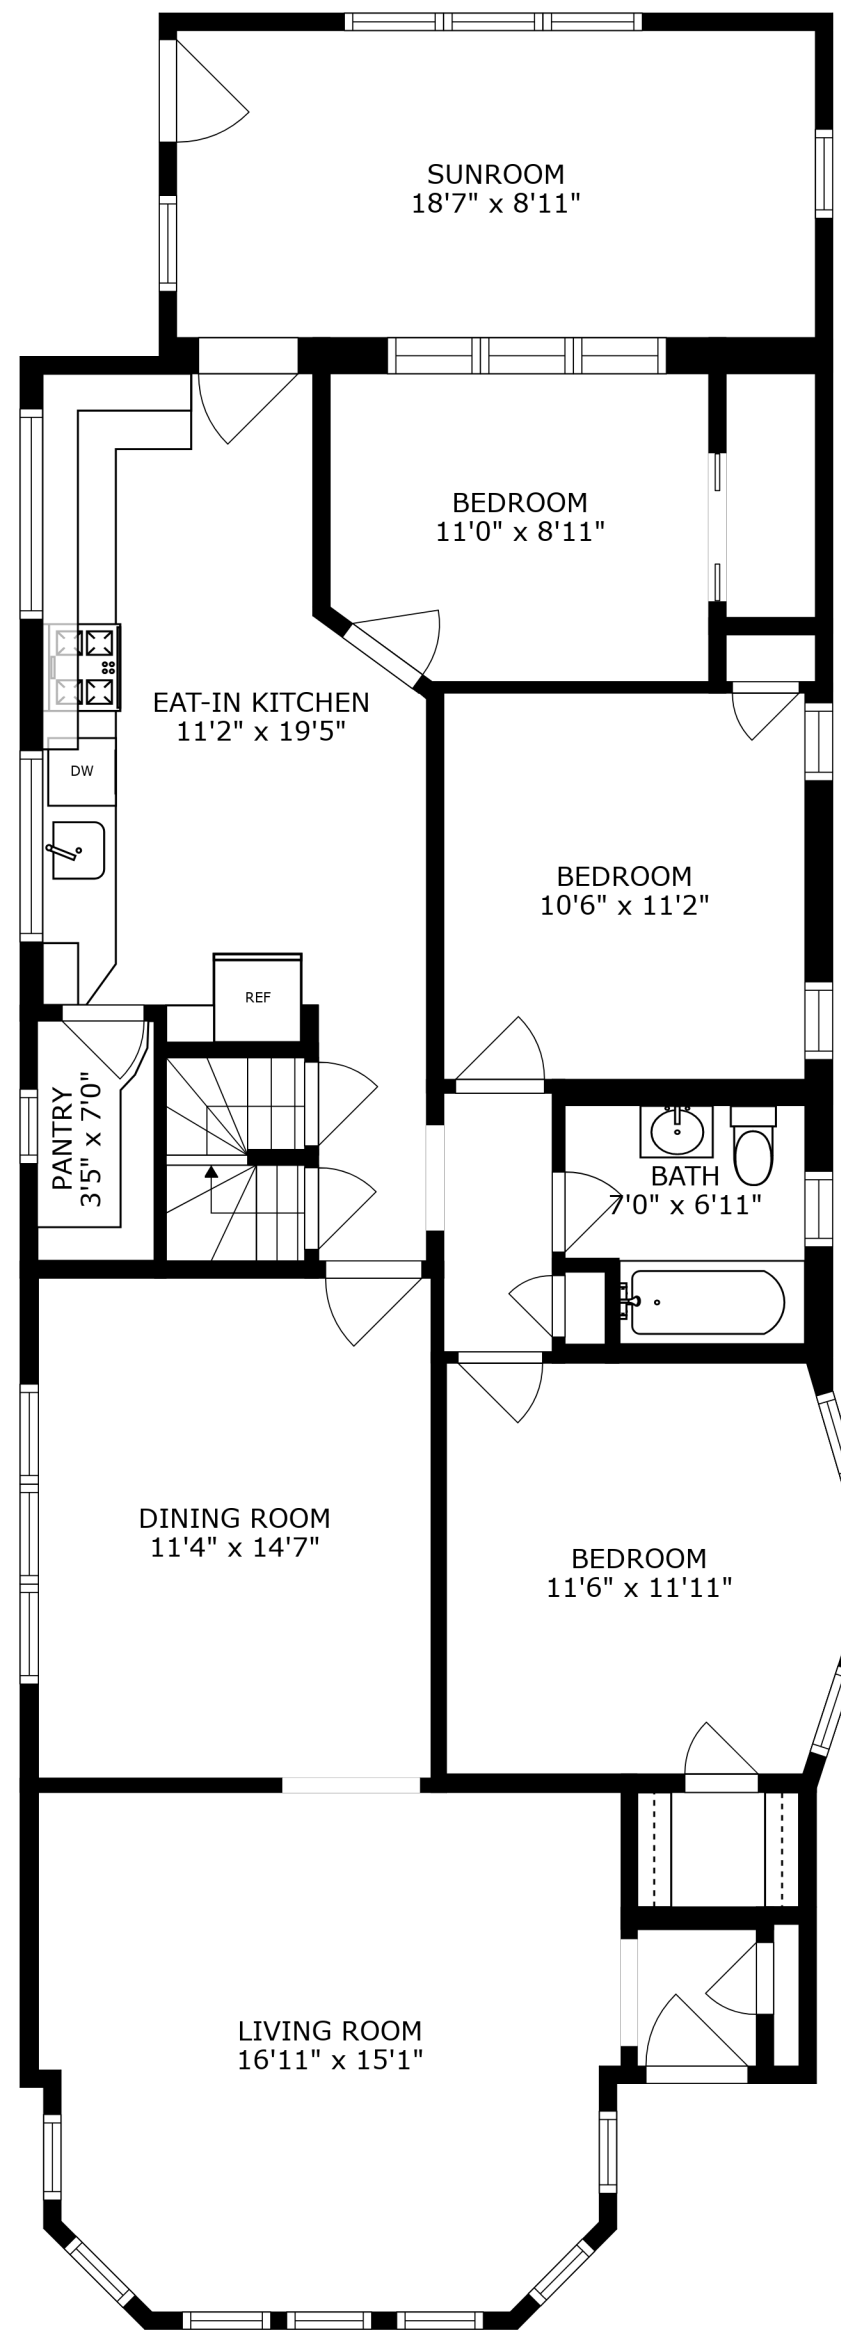 SUNROOM
18'7" x 8'11"
BEDROOM
11'0" x 8'11"
EAT-IN KITCHEN
11'2" x 19'5"
DW
BEDROOM
10'6" x 11'2"
REF
PANTRY
3'5" x 7'0"
BATH
7'0" x 6'11"
DINING ROOM
11'4" x 14'7"
BEDROOM
11'6" x 11'11"
LIVING ROOM
16'11" x 15'1"